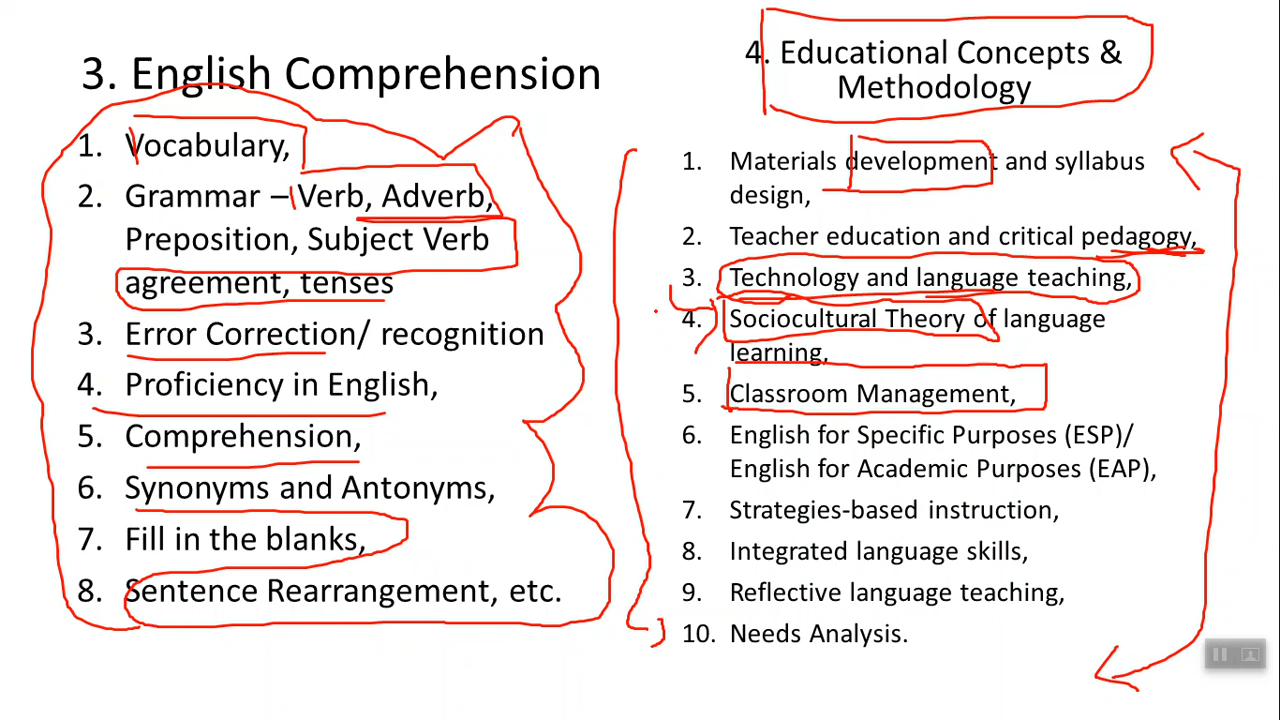 3. English Comprehension
1. Vocabulary,
2. Grammar – Verb, Adverb,
Preposition, Subject Verb
agreement, tenses
3. Error Correction/ recognition
4. Proficiency in English,
5. Comprehension,
6. Synonyms and Antonyms,
7. Fill in the blanks,
8. Sentence Rearrangement, etc.
4. Educational Concepts &
Methodology
1. Materials development and syllabus
design,
2. Teacher education and critical pedagogy,
3. Technology and language teaching,
4. Sociocultural Theory of language
learning,
5. Classroom Management,
6. English for Specific Purposes (ESP)/
English for Academic Purposes (EAP),
7. Strategies-based instruction,
8. Integrated language skills,
9. Reflective language teaching,
10. Needs Analysis.